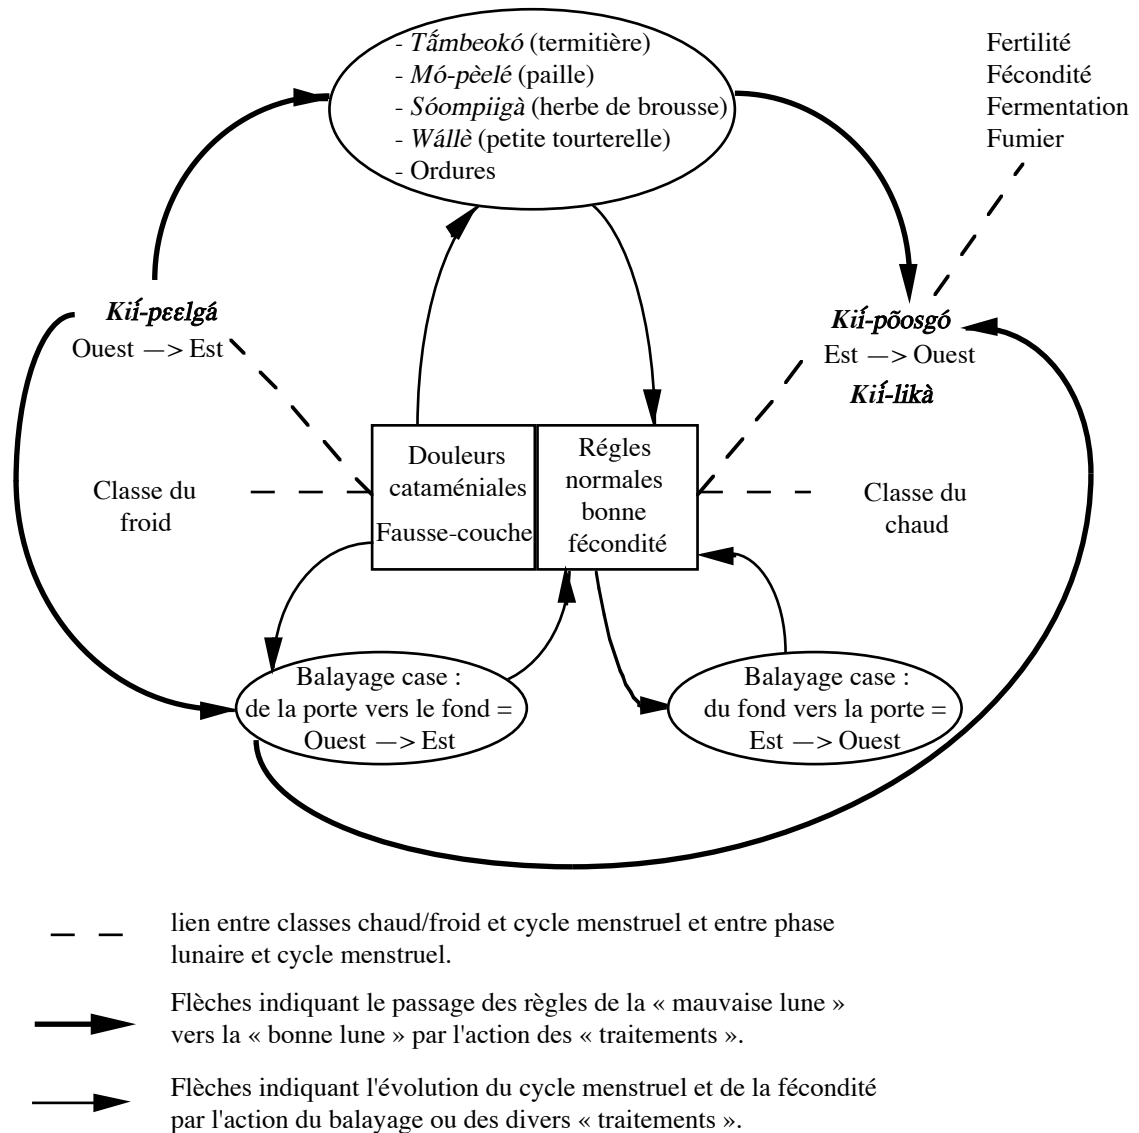 - Tẫmbeokó (termitière)
- Mó-pèelé (paille)
- Sóompiigà (herbe de brousse)
- Wállè (petite tourterelle)
- Ordures
Fertilité
Fécondité
Fermentation
Fumier
Kiǘ-pɛɛlgá
Ouest —> Est
Kiǘ-põosgó
Est —> Ouest
Kiǘ-likà
Douleurs
cataméniales
Fausse-couche
Régles
normales
bonne
fécondité
Classe du
froid
Classe du
chaud
Balayage case :
de la porte vers le fond =
Ouest —> Est
Balayage case :
du fond vers la porte =
Est —> Ouest
lien entre classes chaud/froid et cycle menstruel et entre phase
lunaire et cycle menstruel.
Flèches indiquant le passage des règles de la « mauvaise lune »
vers la « bonne lune » par l'action des « traitements ».
Flèches indiquant l'évolution du cycle menstruel et de la fécondité
par l'action du balayage ou des divers « traitements ».